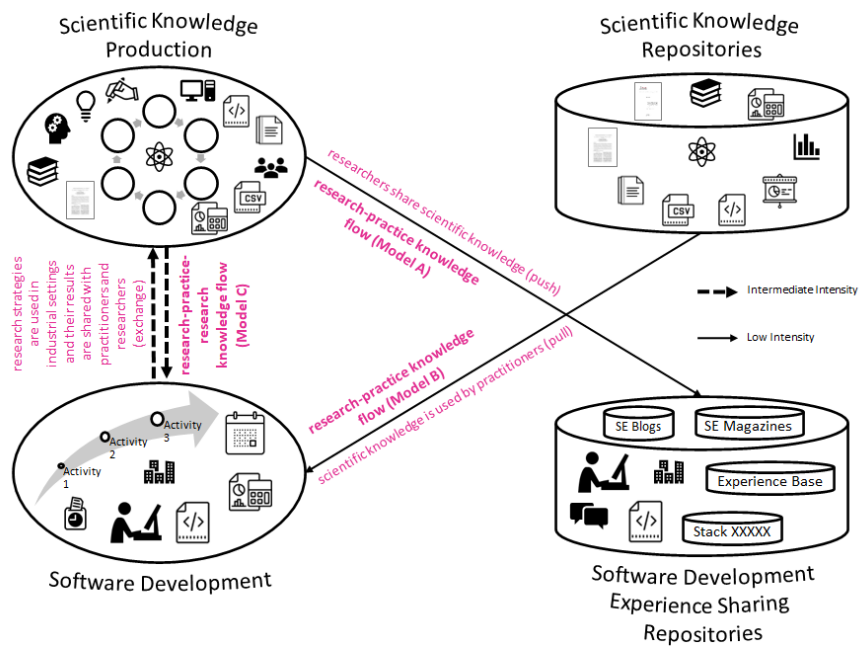 Scientific Knowledge
Production
Scientific Knowledge
Repositories
</>
CSV
CSV
</>
researchers share scientific knowledge (push)
research-practice knowledge
flow (Model A)
research strategies
are used in
industrial settings
and their results
are shared with
practitioners and
researchers
(exchange)
research-practice-
research
knowledge flow
(Model C)
Intermediate Intensity
Low Intensity
research-practice knowledge
flow (Model B)
scientific knowledge is used by practitioners (pull)
Activity
1
Activity
2
Activity
3
</>
SE Blogs
SE Magazines
Experience Base
</>
Stack XXXXX
Software Development
Software Development
Experience Sharing
Repositories